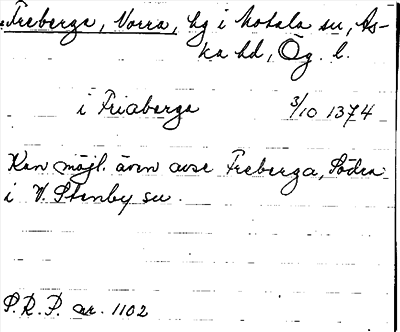 Freberga, Norra, hg i Motala sn, As-
ka hd, Ög. l.
i Friaberga 3/10 1374
Kan möjl. även avse Freberga, Södra
i V. Stenby sn.
P.R.P. nr. 1102